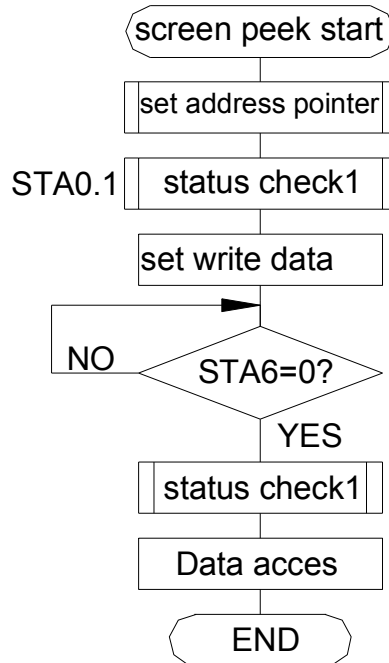 screen peek start
set address pointer
STA0.1
status check1
set write data
NO
STA6=0?
YES
status check1
Data acces
END